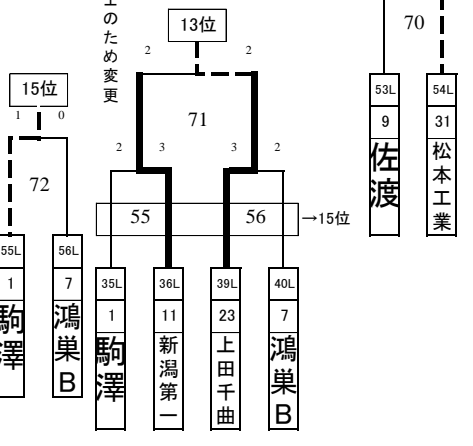 のため変更
13位
2 2
70
15位
1 0
71
53L 54L
9 31
佐渡 松本工業
2 3 3 2
72
55 56 →15位
55L 56L
1 7
駒澤 鴻巣B
35L 36L 39L 40L
1 11 23 7
駒澤 新潟第一 上田千曲 鴻巣B